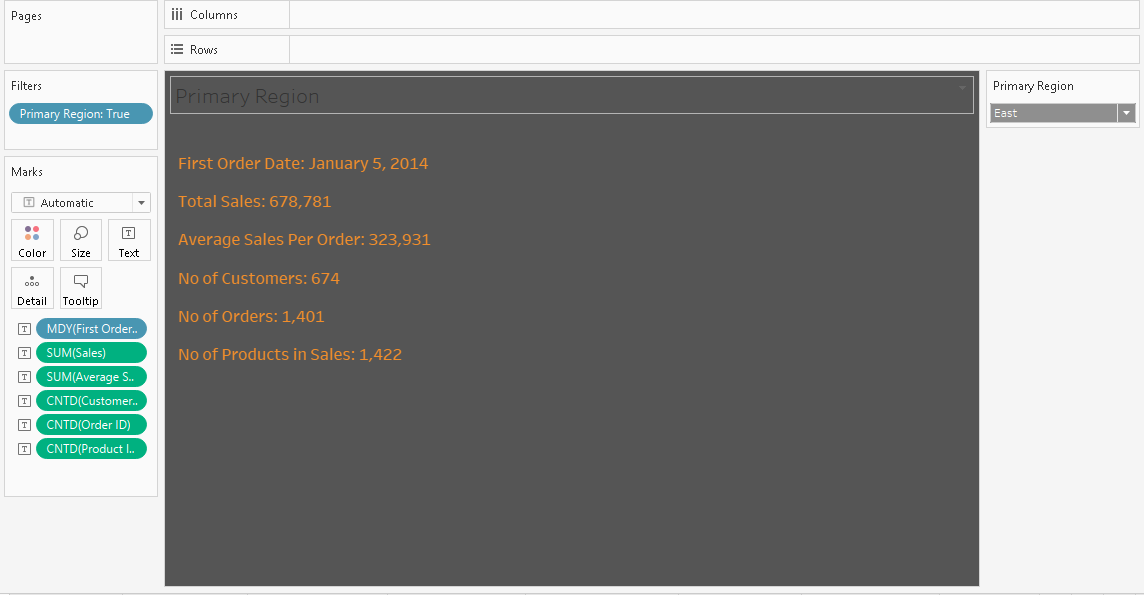 Pages
Columns
Rows
Filters
Primary Region: True
Marks
Automatic
Color
Size
Text
Detail
Tooltip
MDY(First Order..
SUM(Sales)
SUM(Average S..
CNTD(Customer..
CNTD(Order ID)
CNTD(Product I..
Primary Region
First Order Date: January 5, 2014
Total Sales: 678,781
Average Sales Per Order: 323,931
No of Customers: 674
No of Orders: 1,401
No of Products in Sales: 1,422
Primary Region
East